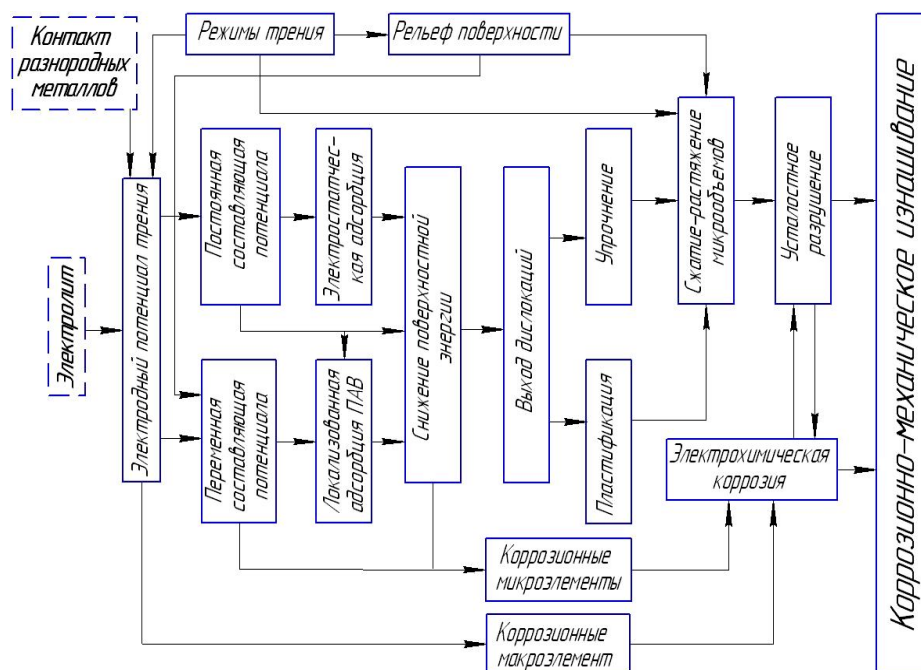 Контакт
разнородных
металлов
Режимы трения
Рельеф поверхности
Электролит
Электродный потенциал трения
Постоянная
составляющая
потенциала
Электростатчес-
кая адсорбция
Переменная
составляющая
потенциала
Локализованная
адсорбция ПАВ
Снижение поверхностной
энергии
Выход дислокаций
Упрочнение
Пластификация
Сжатие-растяжение
микрообъемов
Усталостное
разрушение
Электрохимическая
коррозия
Коррозионные
микроэлементы
Коррозионные
макроэлемент
Коррозионно-механическое изнашивание